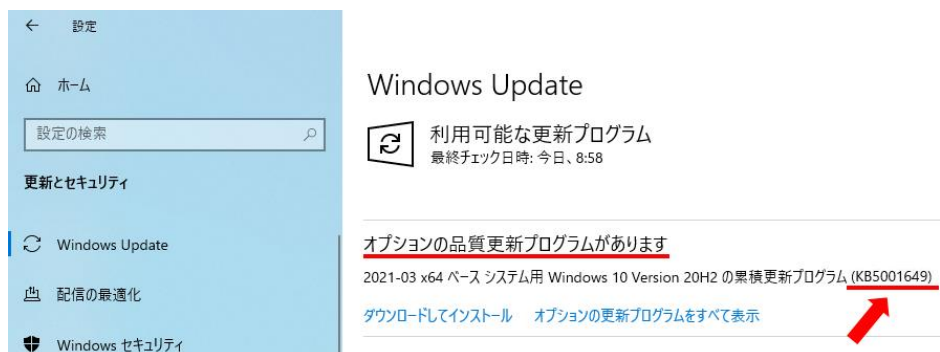 ← 設定
ホーム
設定の検索
更新とセキュリティ
Windows Update
配信の最適化
Windows セキュリティ
Windows Update
利用可能な更新プログラム
最終チェック日時: 今日、8:58
オプションの品質更新プログラムがあります
2021-03 x64 ベース システム用 Windows 10 Version 20H2 の累積更新プログラム (KB5001649)
ダウンロードしてインストール オプションの更新プログラムをすべて表示